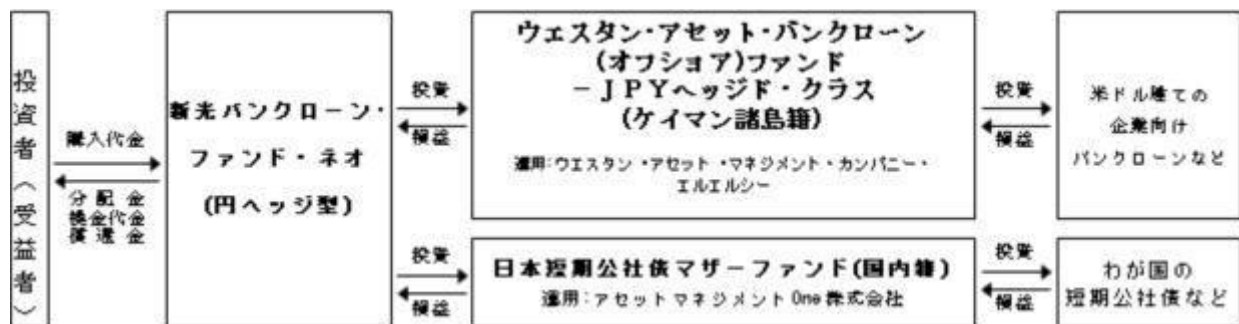 投資者（受益者）
購入代金
分配金
換金代金
償還金
新光バンクローン・
ファンド・ネオ
(円ヘッジ型)
投資
損益
ウェスタン・アセット・バンクローン
(オフショア)ファンド
－ＪＰＹヘッジド・クラス
(ケイマン諸島籍)
運用:ウエスタン・アセット・マネジメント・カンパニー・
エルエルシー
投資
損益
米ドル建ての
企業向け
バンクローンなど
投資
損益
日本短期公社債マザーファンド(国内籍)
運用:アセットマネジメントOne株式会社
投資
損益
わが国の
短期公社債など